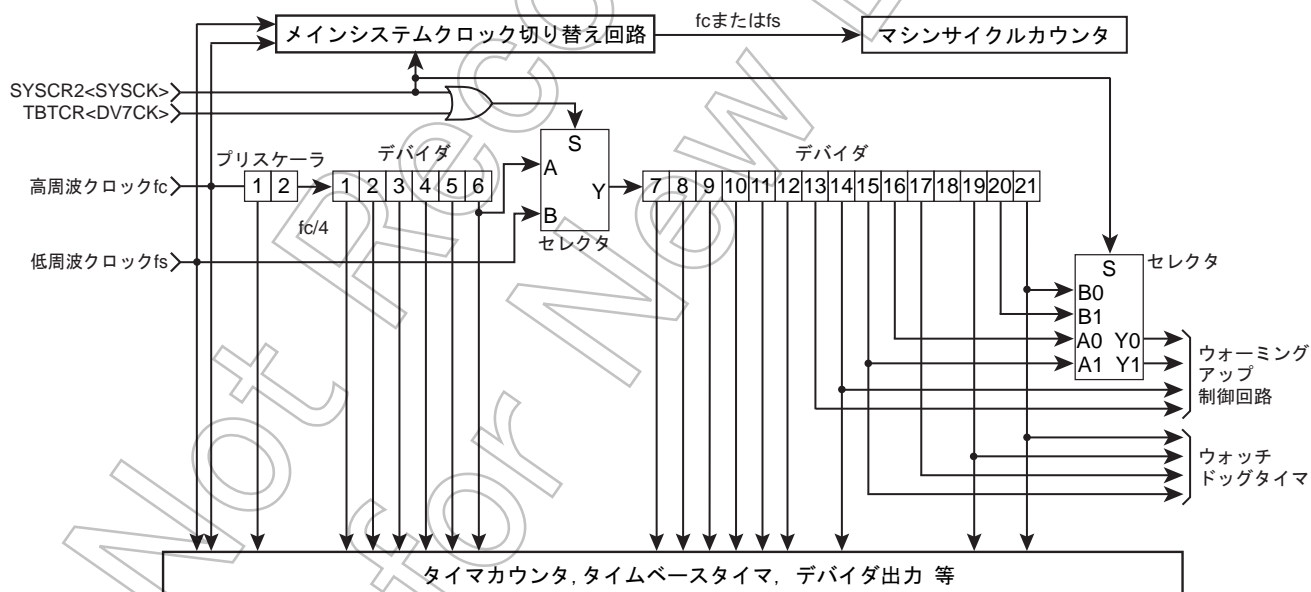 メインシステムクロック切り替え回路
fcまたはfs
マシンサイクルカウンタ
SYSCR2<SYSCK>
TBTCR<DV7CK>
高周波クロックfc
低周波クロックfs
プリスケーラ
1 2
fc/4
デバイダ
1 2 3 4 5 6
S
A
B
Y
セレクタ
デバイダ
7 8 9 10 11 12 13 14 15 16 17 18 19 20 21
S
セレクタ
B0
B1
A0 Y0
A1 Y1
ウォーミング
アップ
制御回路
ウォッチ
ドッグタイマ
タイマカウンタ, タイムベースタイマ, デバイダ出力 等
Not Reco
for New D